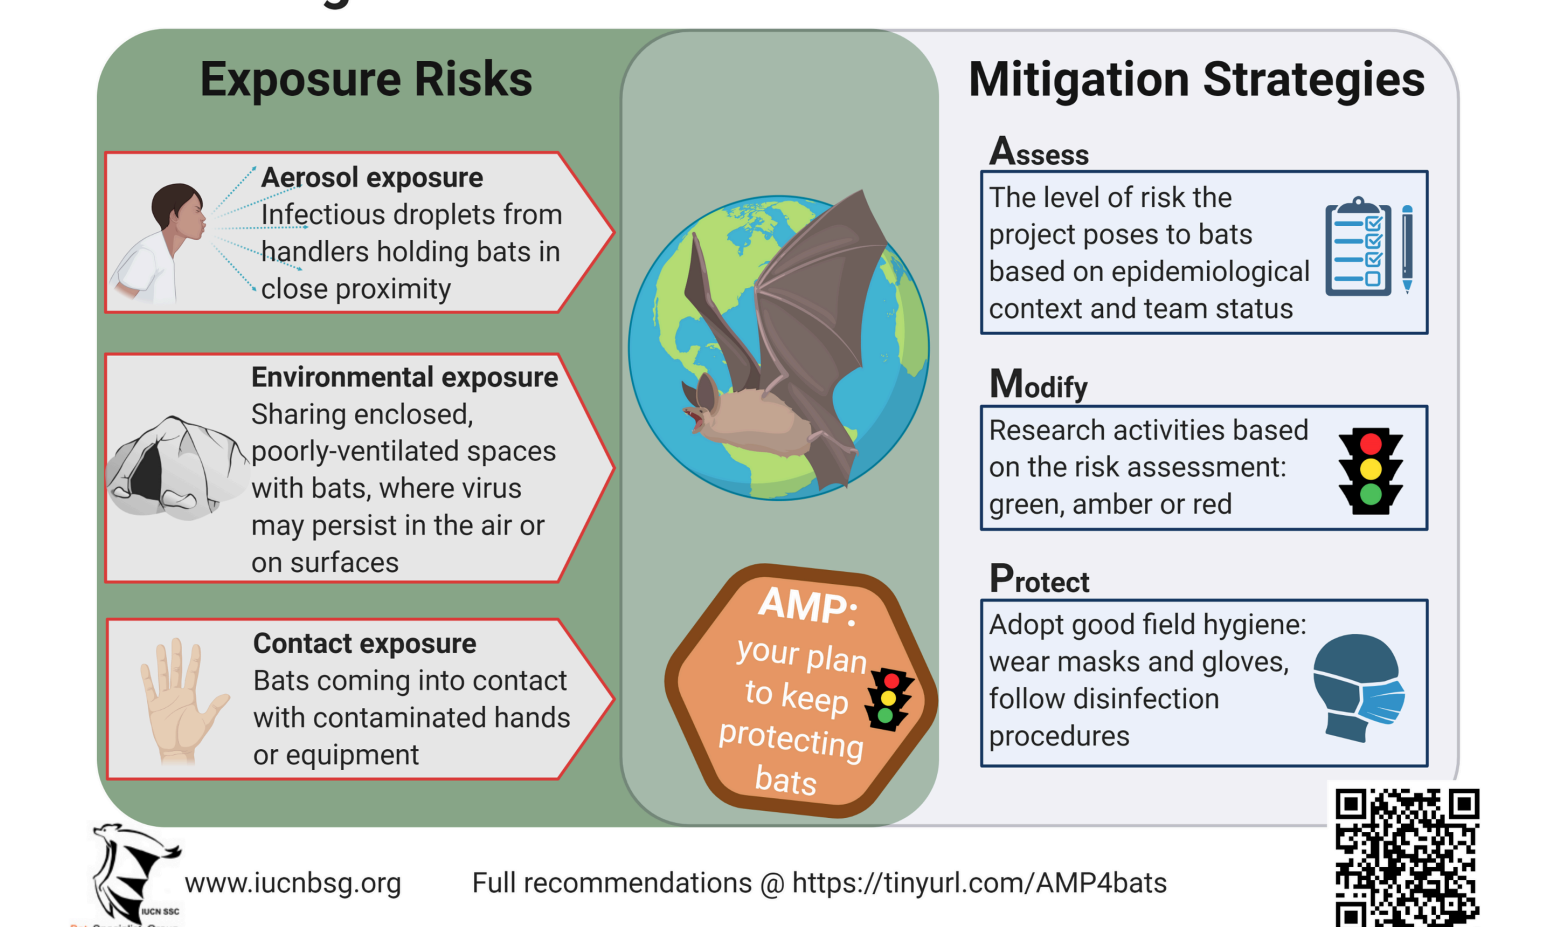 Exposure Risks
Aerosol exposure
Infectious droplets from
handlers holding bats in
close proximity
Environmental exposure
Sharing enclosed,
poorly-ventilated spaces
with bats, where virus
may persist in the air or
on surfaces
Contact exposure
Bats coming into contact
with contaminated hands
or equipment
AMP:
your plan
to keep
protecting
bats
Mitigation Strategies
Assess
The level of risk the
project poses to bats
based on epidemiological
context and team status
Modify
Research activities based
on the risk assessment:
green, amber or red
Protect
Adopt good field hygiene:
wear masks and gloves,
follow disinfection
procedures
IUCN SSC
www.iucnbsg.org
Full recommendations @ https://tinyurl.com/AMP4bats